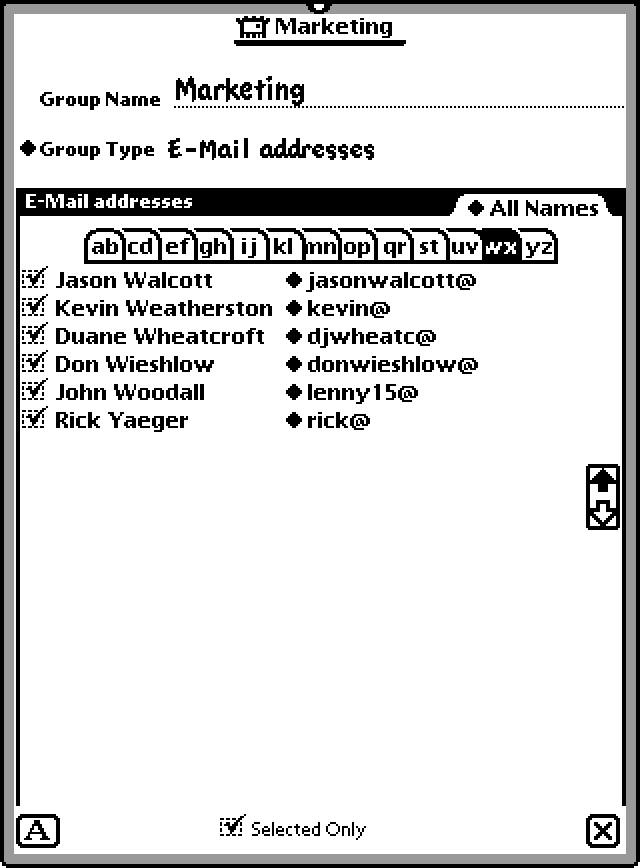 Marketing
Group Name Marketing
◆Group Type E-Mail addresses
E-Mail addresses ◆ All Names
ab cd ef gh ij kl mn op qr st uv wx yz
Jason Walcott ◆ jasonwalcott@
Kevin Weatherston ◆ kevin@
Duane Wheatcroft ◆ djwheatc@
Don Wieshlow ◆ donwieshlow@
John Woodall ◆ lenny15@
Rick Yaeger ◆ rick@
A Selected Only X